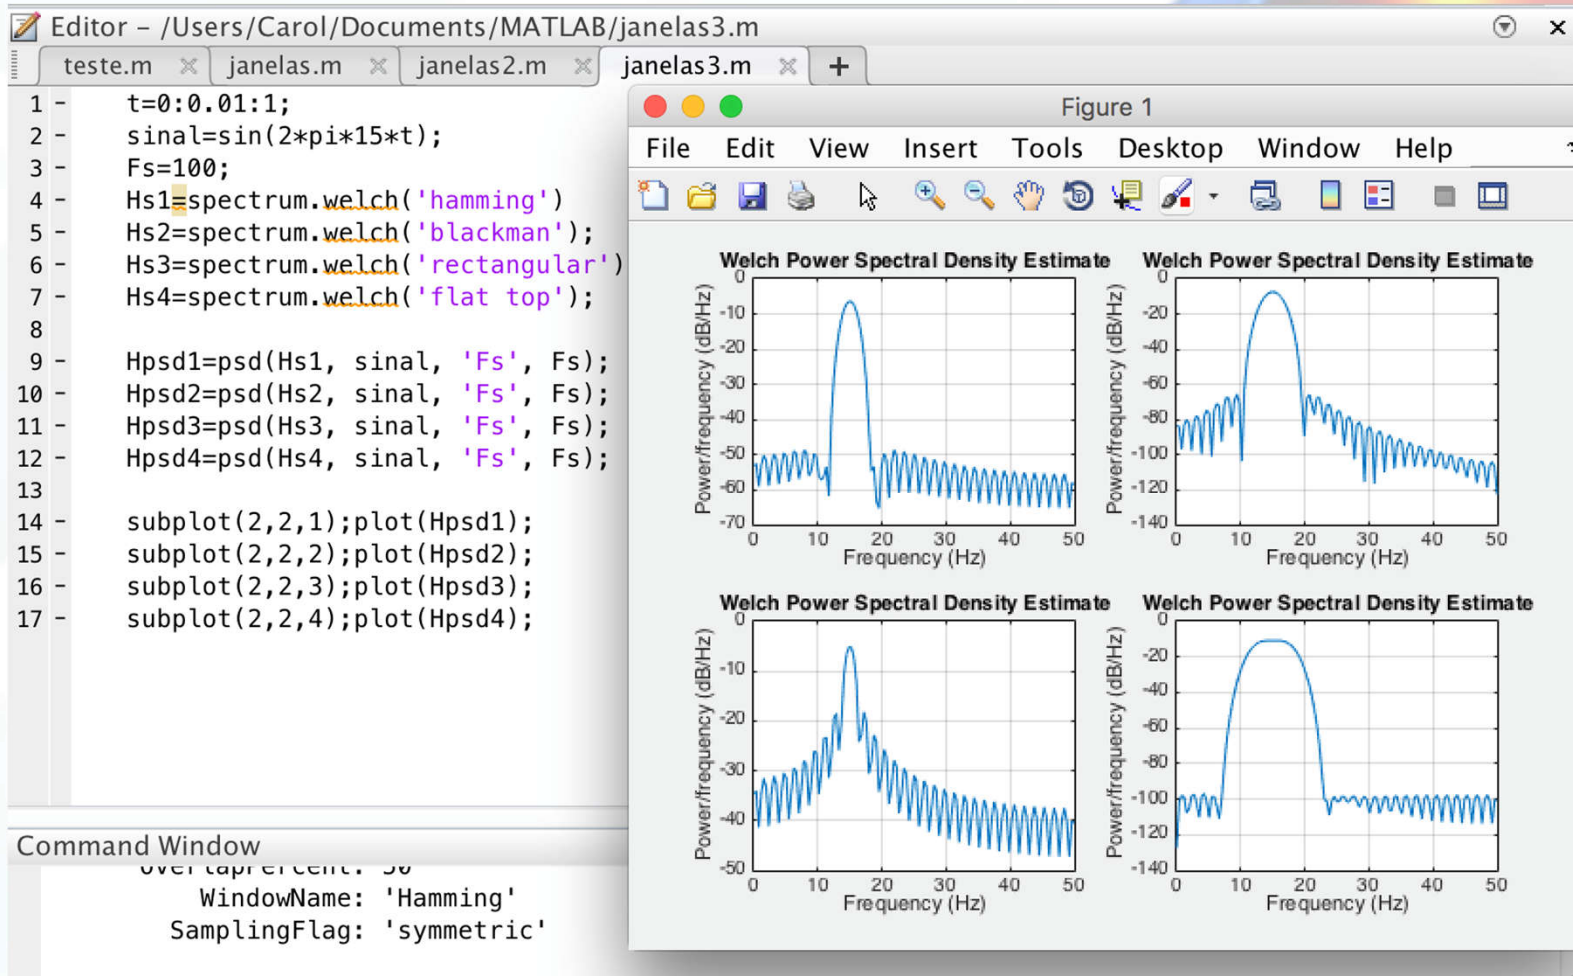 Editor – /Users/Carol/Documents/MATLAB/janelas3.m
teste.m janelas.m janelas2.m janelas3.m +
1 t=0:0.01:1;
2 sinal=sin(2*pi*15*t);
3 Fs=100;
4 Hs1=spectrum.welch('hamming')
5 Hs2=spectrum.welch('blackman');
6 Hs3=spectrum.welch('rectangular')
7 Hs4=spectrum.welch('flat top');
8
9 Hpsd1=psd(Hs1, sinal, 'Fs', Fs);
10 Hpsd2=psd(Hs2, sinal, 'Fs', Fs);
11 Hpsd3=psd(Hs3, sinal, 'Fs', Fs);
12 Hpsd4=psd(Hs4, sinal, 'Fs', Fs);
13
14 subplot(2,2,1);plot(Hpsd1);
15 subplot(2,2,2);plot(Hpsd2);
16 subplot(2,2,3);plot(Hpsd3);
17 subplot(2,2,4);plot(Hpsd4);
Command Window
OverlapPercent: 50
WindowName: 'Hamming'
SamplingFlag: 'symmetric'
Figure 1
File Edit View Insert Tools Desktop Window Help
Welch Power Spectral Density Estimate
Power/frequency (dB/Hz)
0
-10
-20
-30
-40
-50
-60
-70
0 10 20 30 40 50
Frequency (Hz)
Welch Power Spectral Density Estimate
Power/frequency (dB/Hz)
0
-20
-40
-60
-80
-100
-120
-140
0 10 20 30 40 50
Frequency (Hz)
Welch Power Spectral Density Estimate
Power/frequency (dB/Hz)
0
-10
-20
-30
-40
-50
0 10 20 30 40 50
Frequency (Hz)
Welch Power Spectral Density Estimate
Power/frequency (dB/Hz)
0
-20
-40
-60
-80
-100
-120
-140
0 10 20 30 40 50
Frequency (Hz)